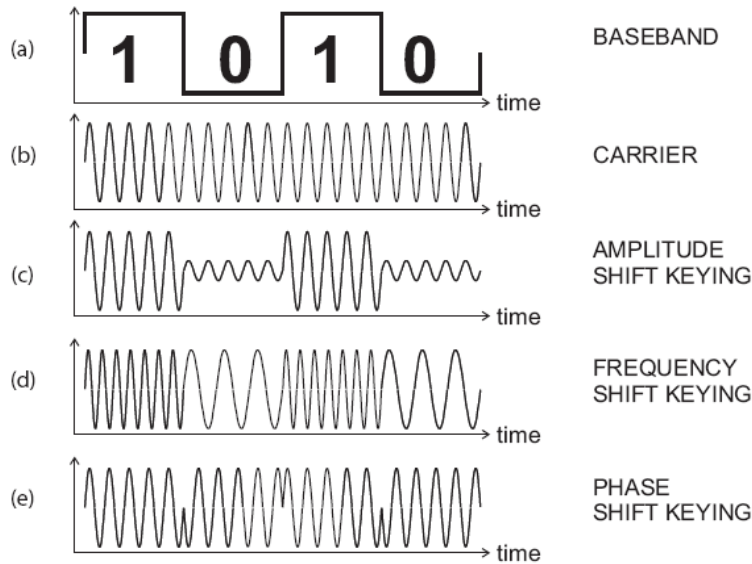 (a) 1 0 1 0 BASEBAND
time
(b) CARRIER
time
(c) AMPLITUDE
SHIFT KEYING
time
(d) FREQUENCY
SHIFT KEYING
time
(e) PHASE
SHIFT KEYING
time